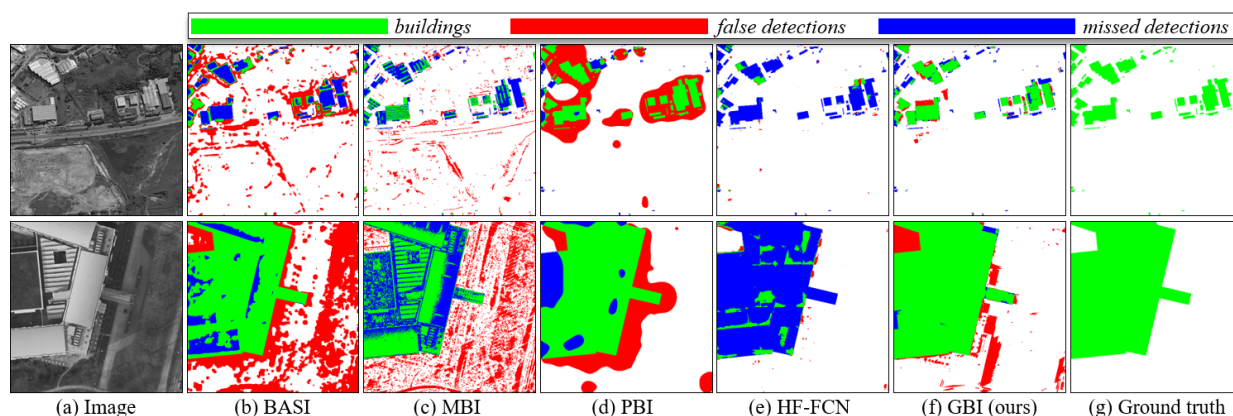 buildings false detections missed detections
(a) Image (b) BASI (c) MBI (d) PBI (e) HF-FCN (f) GBI (ours) (g) Ground truth